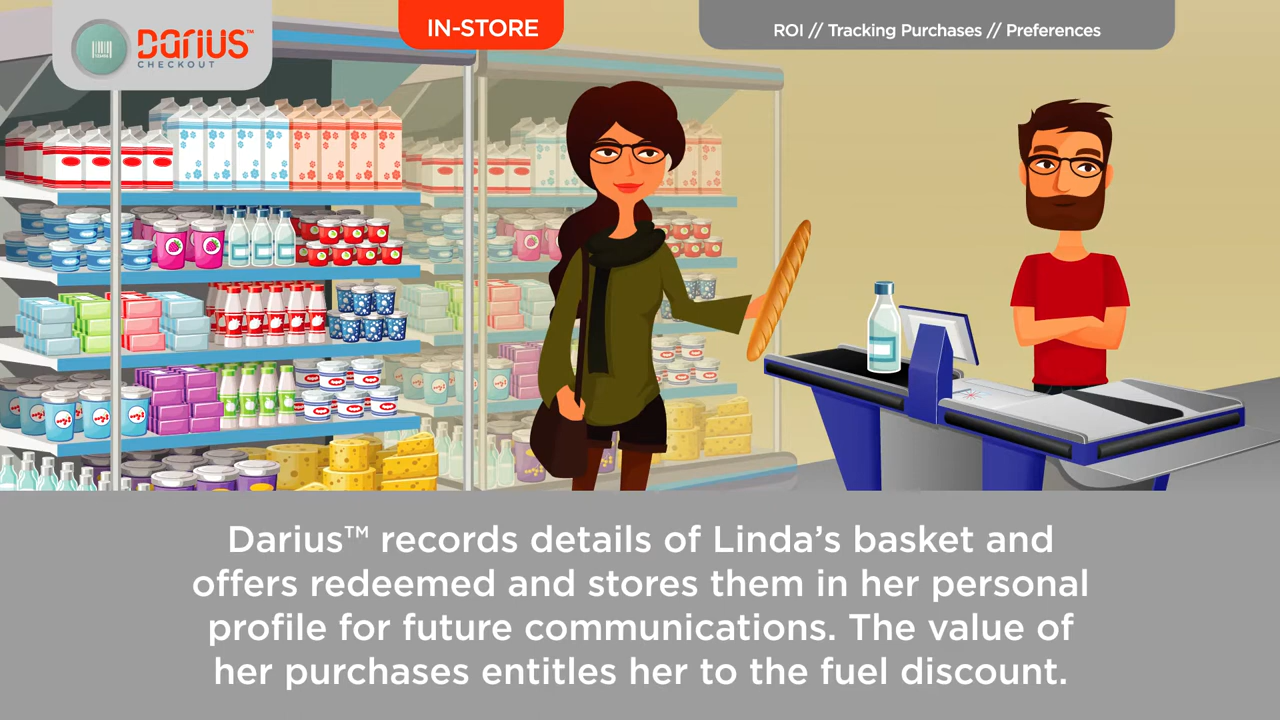 DARIUS™
CHECKOUT
IN-STORE
ROI // Tracking Purchases // Preferences
Darius™ records details of Linda’s basket and
offers redeemed and stores them in her personal
profile for future communications. The value of
her purchases entitles her to the fuel discount.